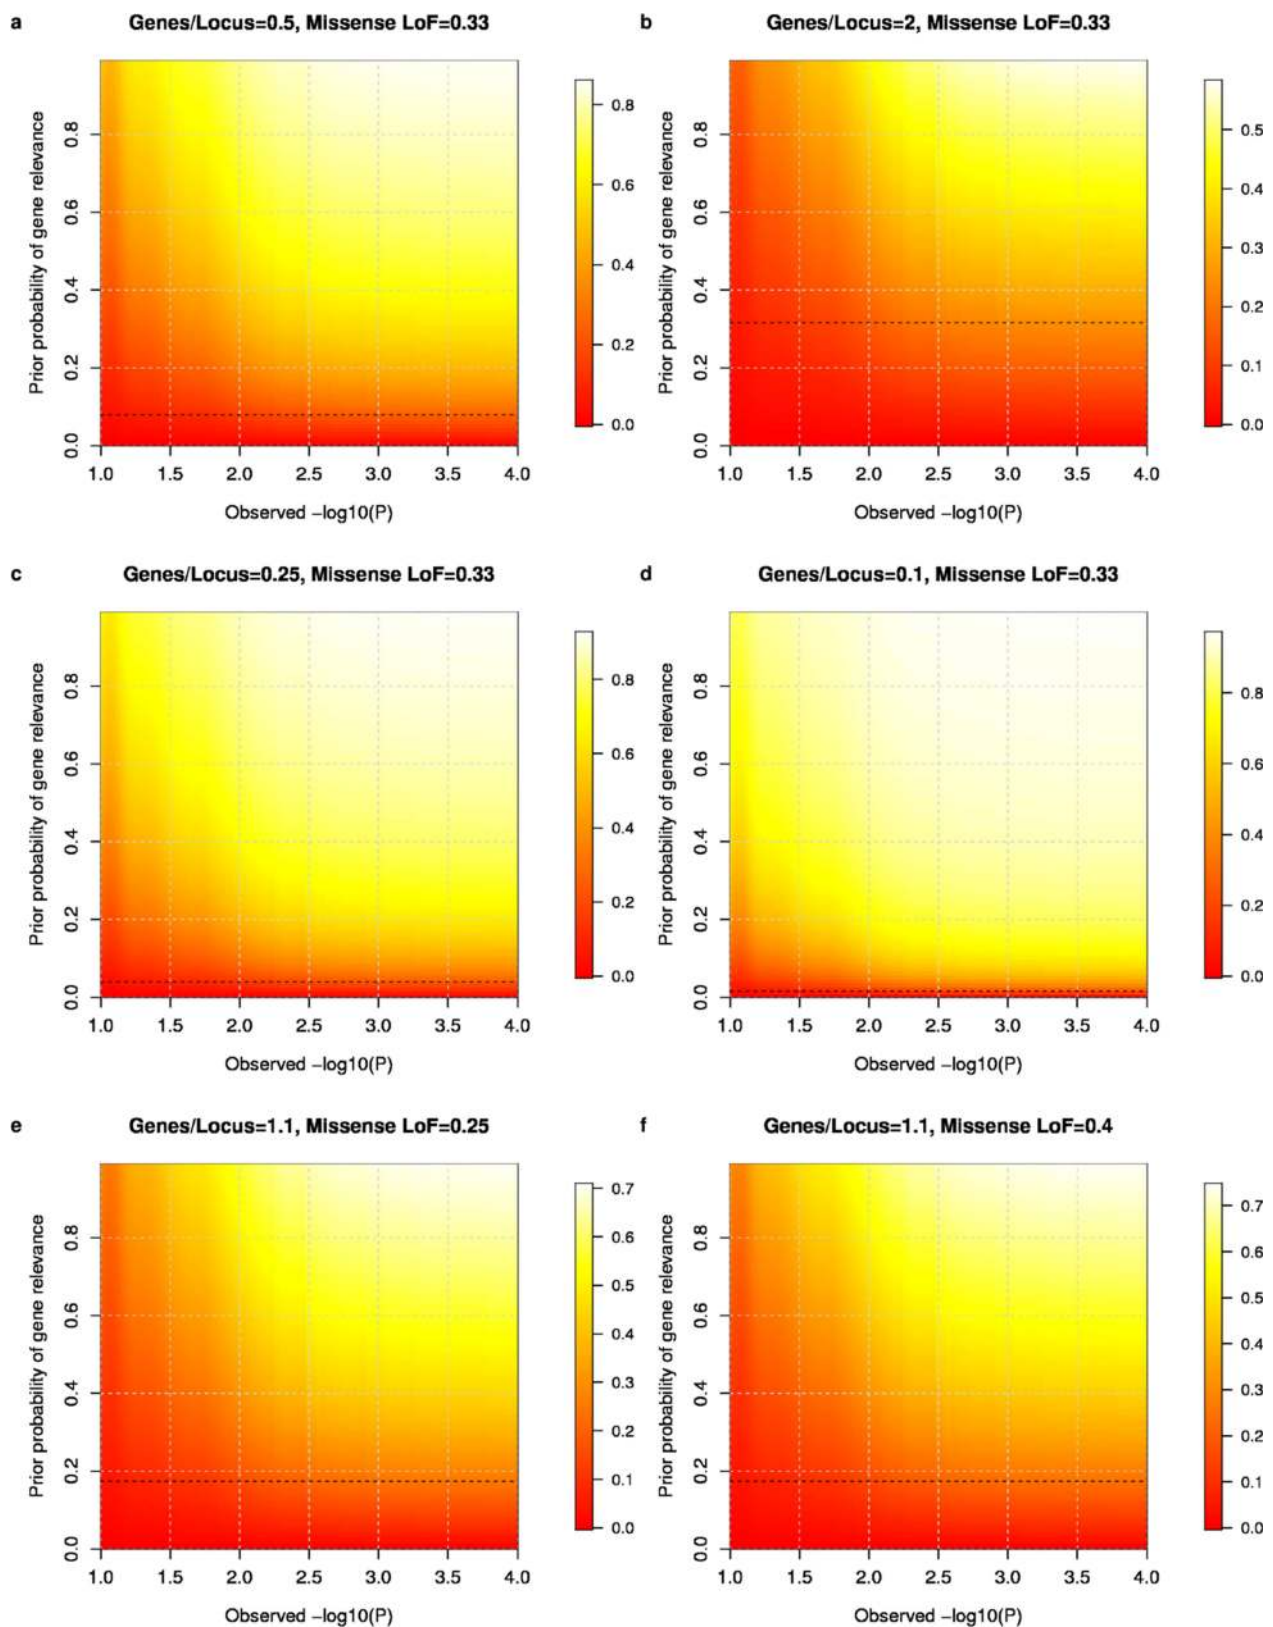 a
Genes/Locus=0.5, Missense LoF=0.33
Prior probability of gene relevance
0.8
0.6
0.4
0.2
0.0
1.0 1.5 2.0 2.5 3.0 3.5 4.0
Observed −log10(P)
0.8
0.6
0.4
0.2
0.0
b
Genes/Locus=2, Missense LoF=0.33
Prior probability of gene relevance
0.8
0.6
0.4
0.2
0.0
1.0 1.5 2.0 2.5 3.0 3.5 4.0
Observed −log10(P)
0.5
0.4
0.3
0.2
0.1
0.0
c
Genes/Locus=0.25, Missense LoF=0.33
Prior probability of gene relevance
0.8
0.6
0.4
0.2
0.0
1.0 1.5 2.0 2.5 3.0 3.5 4.0
Observed −log10(P)
0.8
0.6
0.4
0.2
0.0
d
Genes/Locus=0.1, Missense LoF=0.33
Prior probability of gene relevance
0.8
0.6
0.4
0.2
0.0
1.0 1.5 2.0 2.5 3.0 3.5 4.0
Observed −log10(P)
0.8
0.6
0.4
0.2
0.0
e
Genes/Locus=1.1, Missense LoF=0.25
Prior probability of gene relevance
0.8
0.6
0.4
0.2
0.0
1.0 1.5 2.0 2.5 3.0 3.5 4.0
Observed −log10(P)
0.7
0.6
0.5
0.4
0.3
0.2
0.1
0.0
f
Genes/Locus=1.1, Missense LoF=0.4
Prior probability of gene relevance
0.8
0.6
0.4
0.2
0.0
1.0 1.5 2.0 2.5 3.0 3.5 4.0
Observed −log10(P)
0.7
0.6
0.5
0.4
0.3
0.2
0.1
0.0